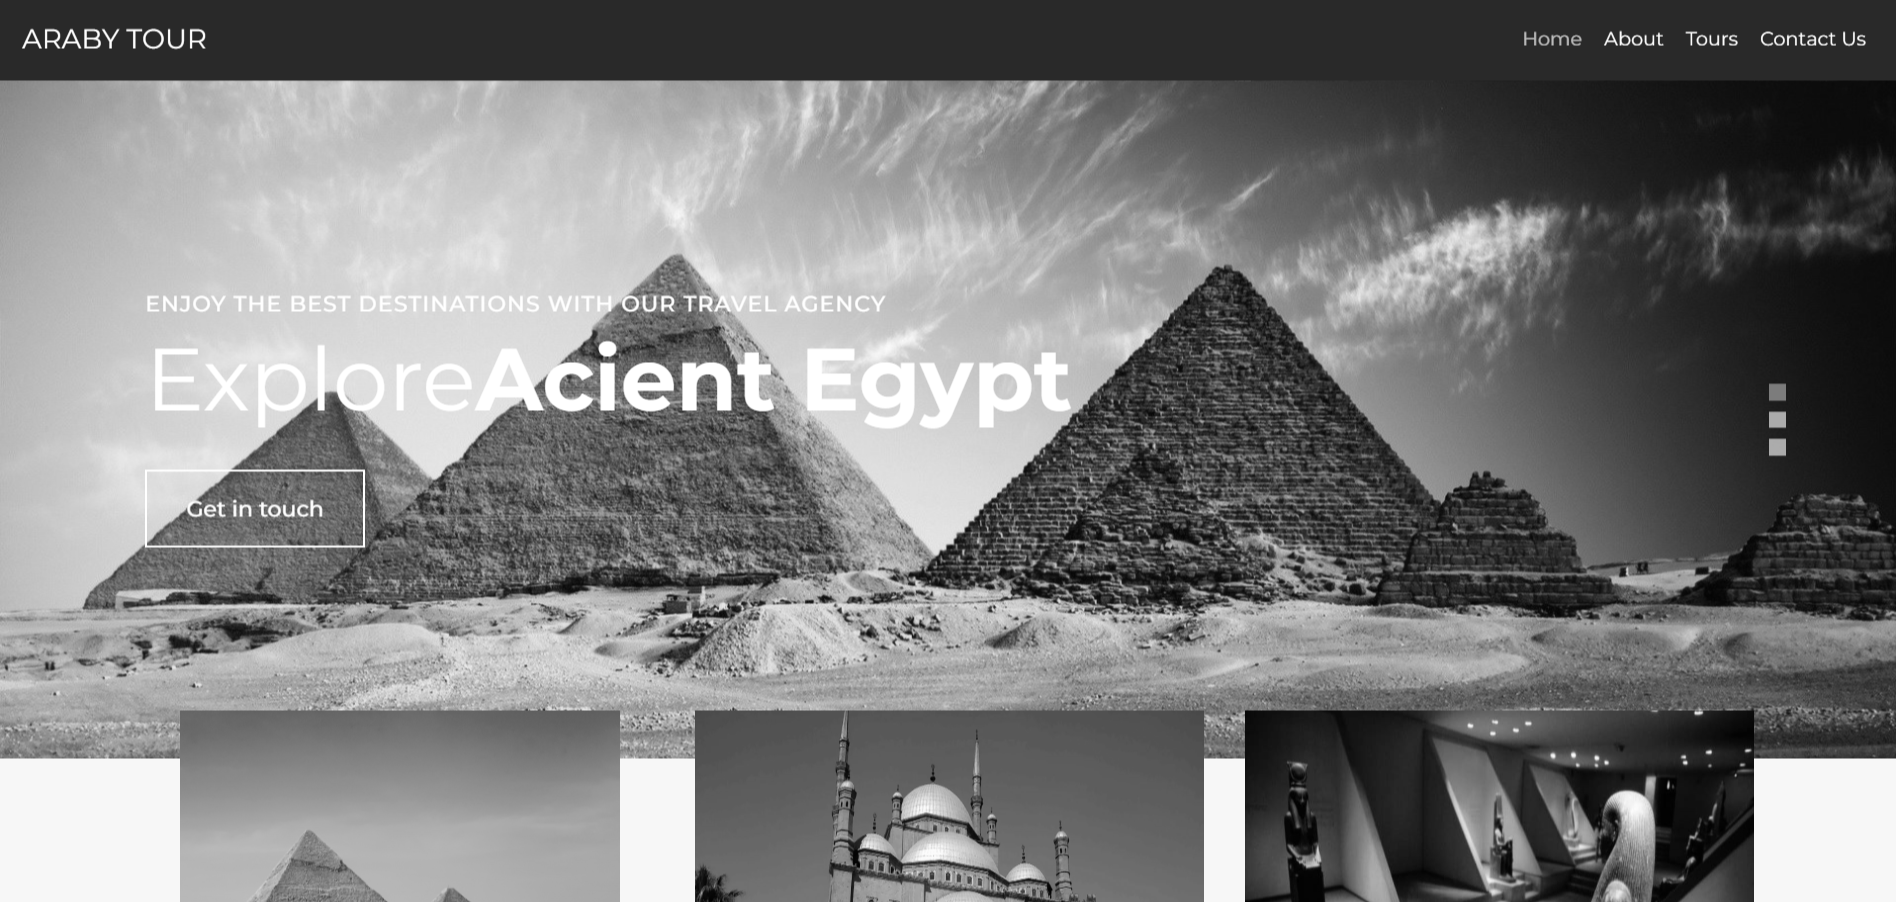 ARABY TOUR
Home About Tours Contact Us
ENJOY THE BEST DESTINATIONS WITH OUR TRAVEL AGENCY
ExploreAcient Egypt
Get in touch